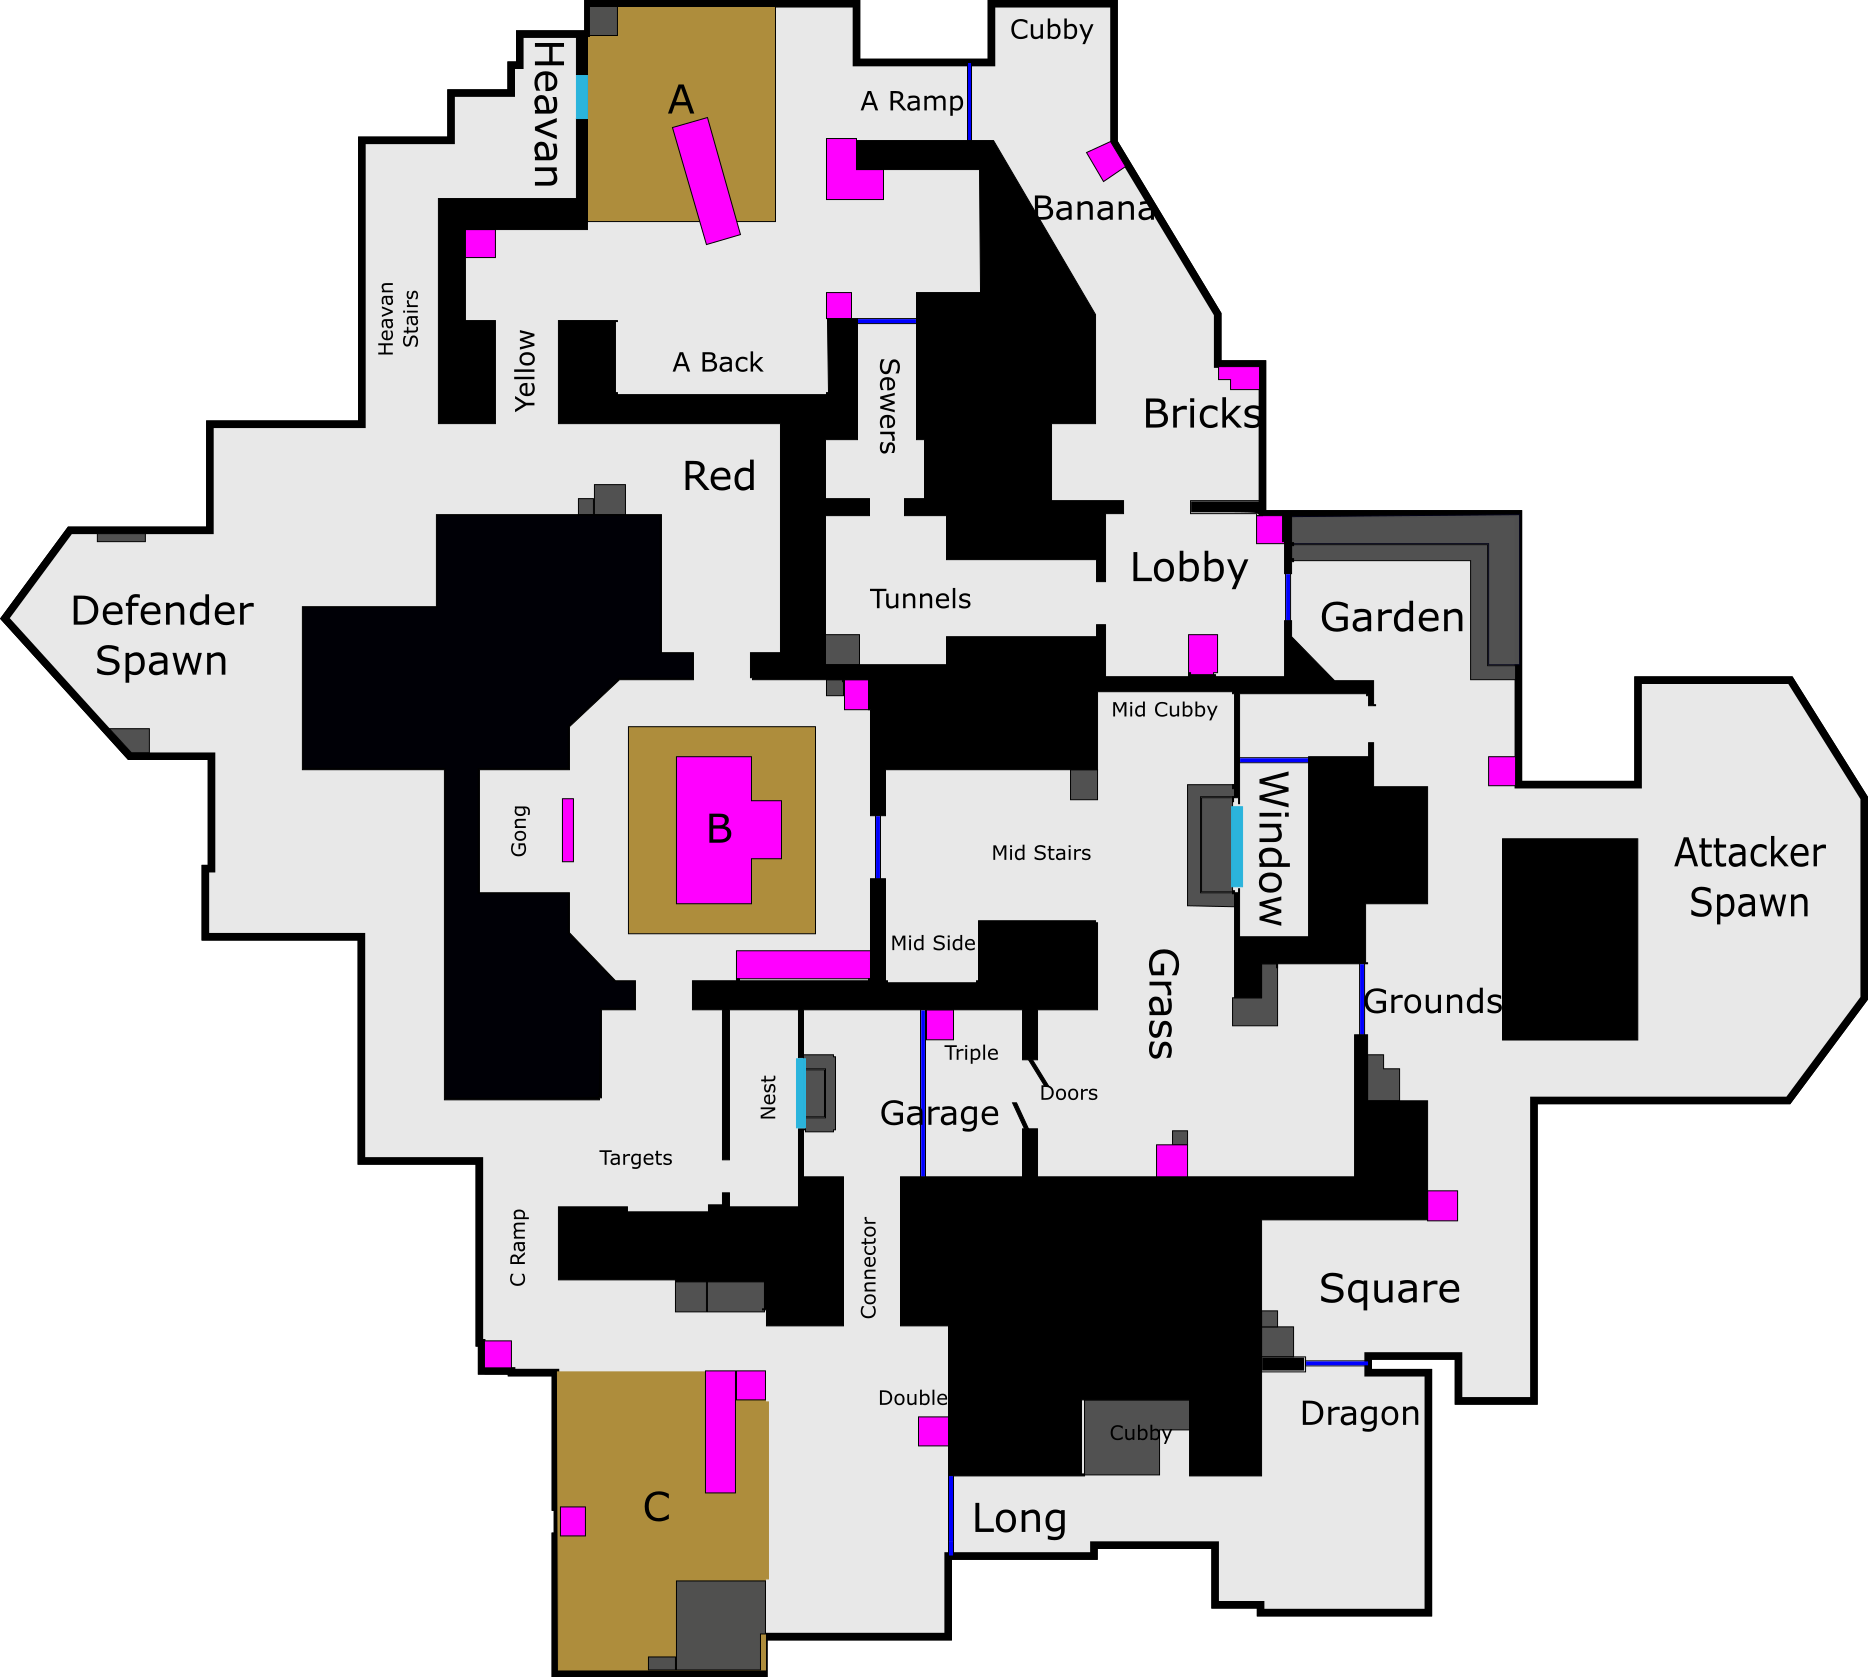 Cubby
Heavan
A
A Ramp
Banana
Heavan
Stairs
Yellow
A Back
Sewers
Bricks
Red
Lobby
Tunnels
Garden
Defender
Spawn
Mid Cubby
Window
Gong
B
Mid Stairs
Attacker
Spawn
Mid Side
Grass
Grounds
Triple
Doors
Nest
Garage
Targets
C Ramp
Connector
Square
Double
Dragon
Cubby
C
Long